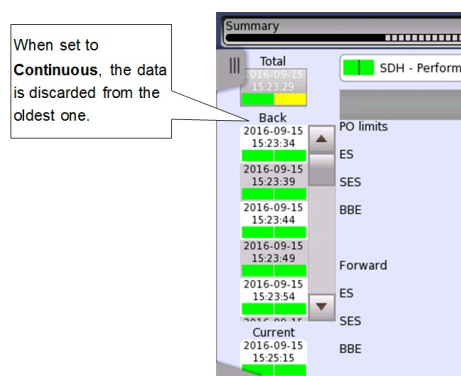 When set to
Continuous, the data
is discarded from the
oldest one.
Summary
Total
2016-09-15
15:23:29
SDH - Perform
Back
2016-09-15
15:23:34
2016-09-15
15:23:39
2016-09-15
15:23:44
2016-09-15
15:23:49
2016-09-15
15:23:54
2016-09-15
Current
2016-09-15
15:25:15
PO limits
ES
SES
BBE
Forward
ES
SES
BBE